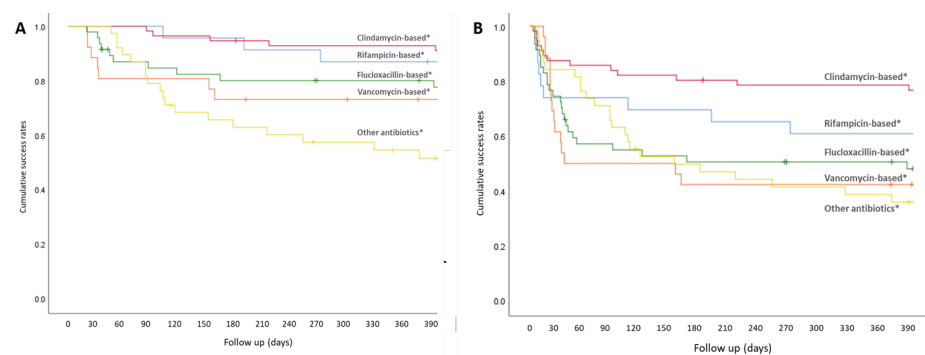 A
Cumulative success rates
1.0
0.8
0.6
0.4
0.2
0.0
Clindamycin-based*
Rifampicin-based*
Flucloxacillin-based*
Vancomycin-based*
Other antibiotics*
0 30 60 90 120 150 180 210 240 270 300 330 360 390
Follow up (days)
B
Cumulative success rates
1.0
0.8
0.6
0.4
0.2
0.0
Clindamycin-based*
Rifampicin-based*
Flucloxacillin-based*
Vancomycin-based*
Other antibiotics*
0 30 60 90 120 150 180 210 240 270 300 330 360 390
Follow up (days)